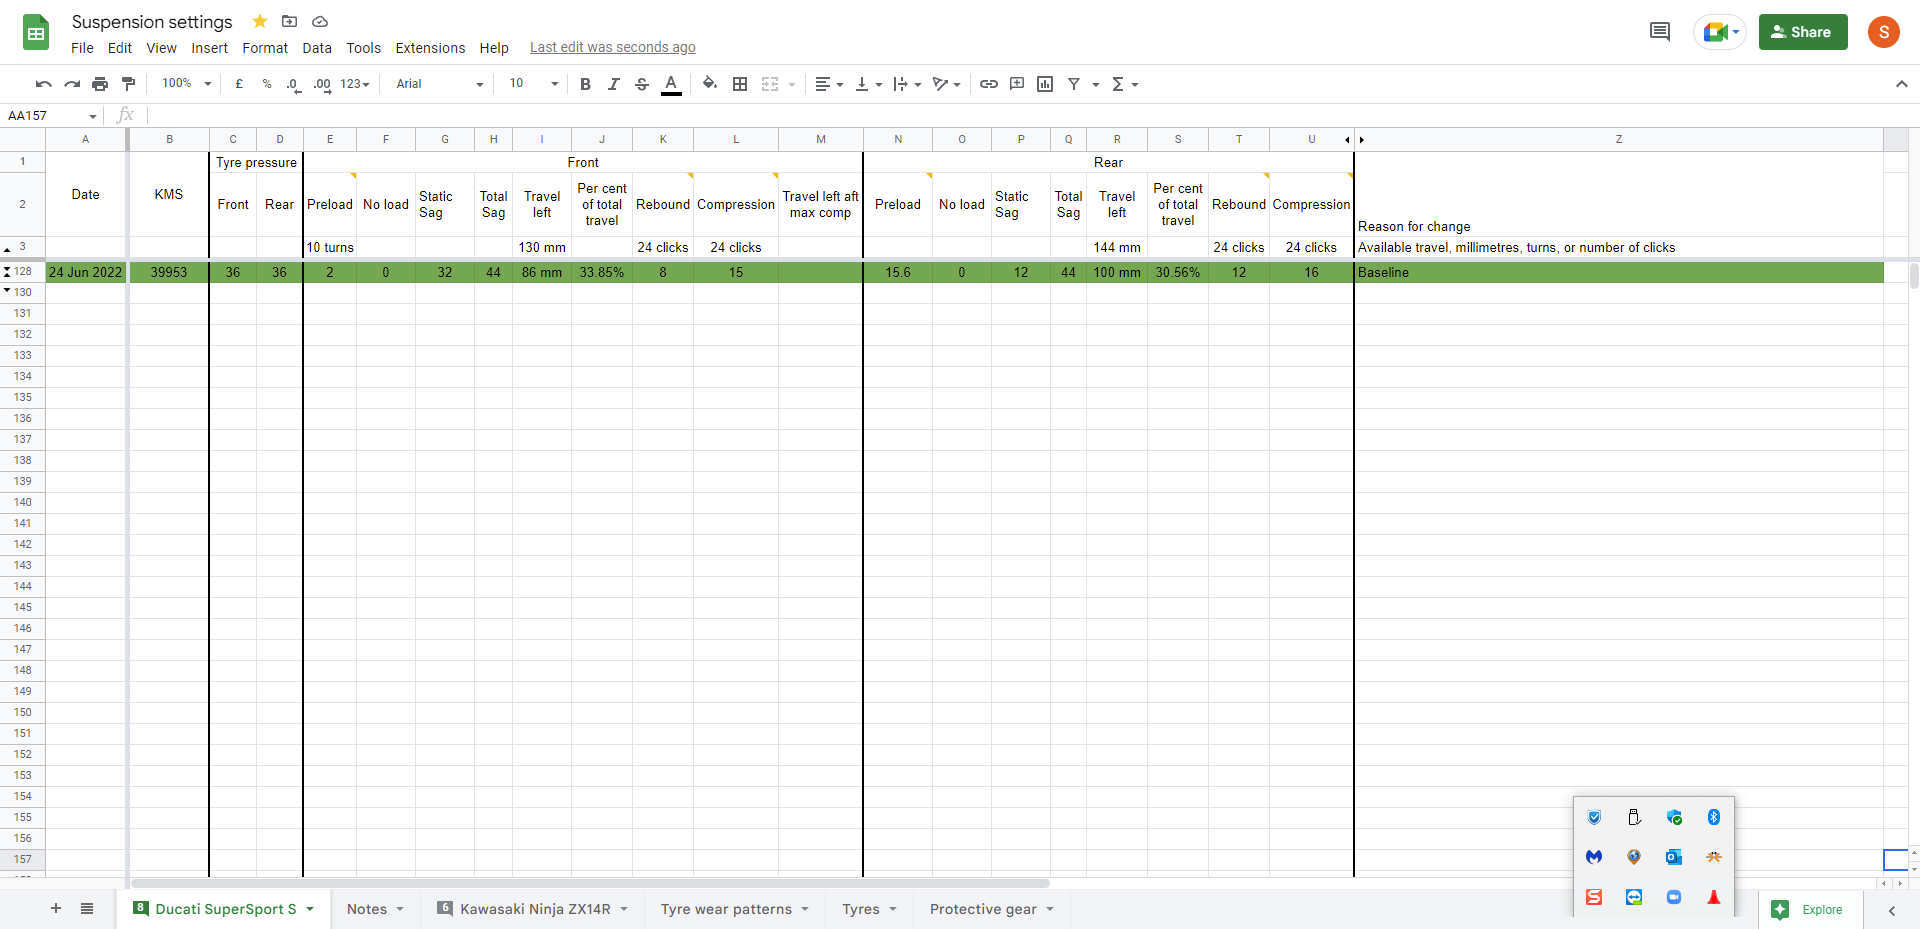 Suspension settings
File Edit View Insert Format Data Tools Extensions Help Last edit was seconds ago
Share
S
100% £ % .0 .00 123 Arial 10 B I S A
AA157 fx
A B C D E F G H I J K L M N O P Q R S T U Z
1 Tyre pressure Front Rear
2 Date KMS Front Rear Preload No load Static Sag Total Sag Travel left Per cent of total travel Rebound Compression Travel left aft max comp Preload No load Static Sag Total Sag Travel left Per cent of total travel Rebound Compression Reason for change
3 10 turns 130 mm 24 clicks 24 clicks 144 mm 24 clicks 24 clicks Available travel, millimetres, turns, or number of clicks
128 24 Jun 2022 39953 36 36 2 0 32 44 86 mm 33.85% 8 15 15.6 0 12 44 100 mm 30.56% 12 16 Baseline
130
131
132
133
134
135
136
137
138
139
140
141
142
143
144
145
146
147
148
149
150
151
152
153
154
155
156
157
8 Ducati SuperSport S Notes 6 Kawasaki Ninja ZX14R Tyre wear patterns Tyres Protective gear Explore